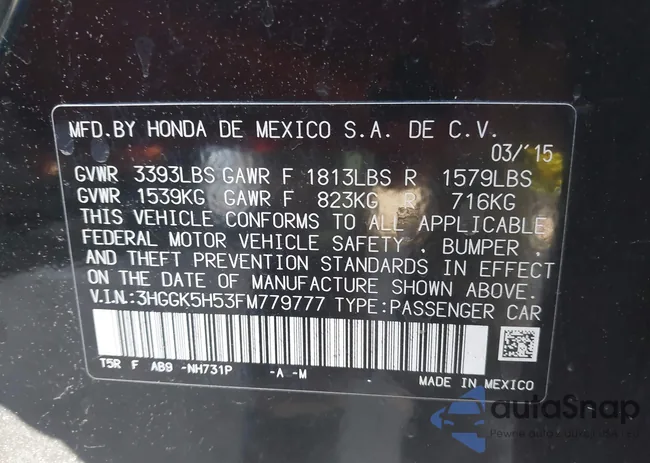 MFD.BY HONDA DE MEXICO S.A. DE C.V.
03/'15
GVWR 3393LBS GAWR F 1813LBS R 1579LBS
GVWR 1539KG GAWR F 823KG R 716KG
THIS VEHICLE CONFORMS TO ALL APPLICABLE
FEDERAL MOTOR VEHICLE SAFETY , BUMPER ,
AND THEFT PREVENTION STANDARDS IN EFFECT
ON THE DATE OF MANUFACTURE SHOWN ABOVE.
V.I.N.:3HGGK5H53FM779777 TYPE:PASSENGER CAR
T5R F AB9 -NH731P -A -M
MADE IN MEXICO
autoSnap
Pewne auto z